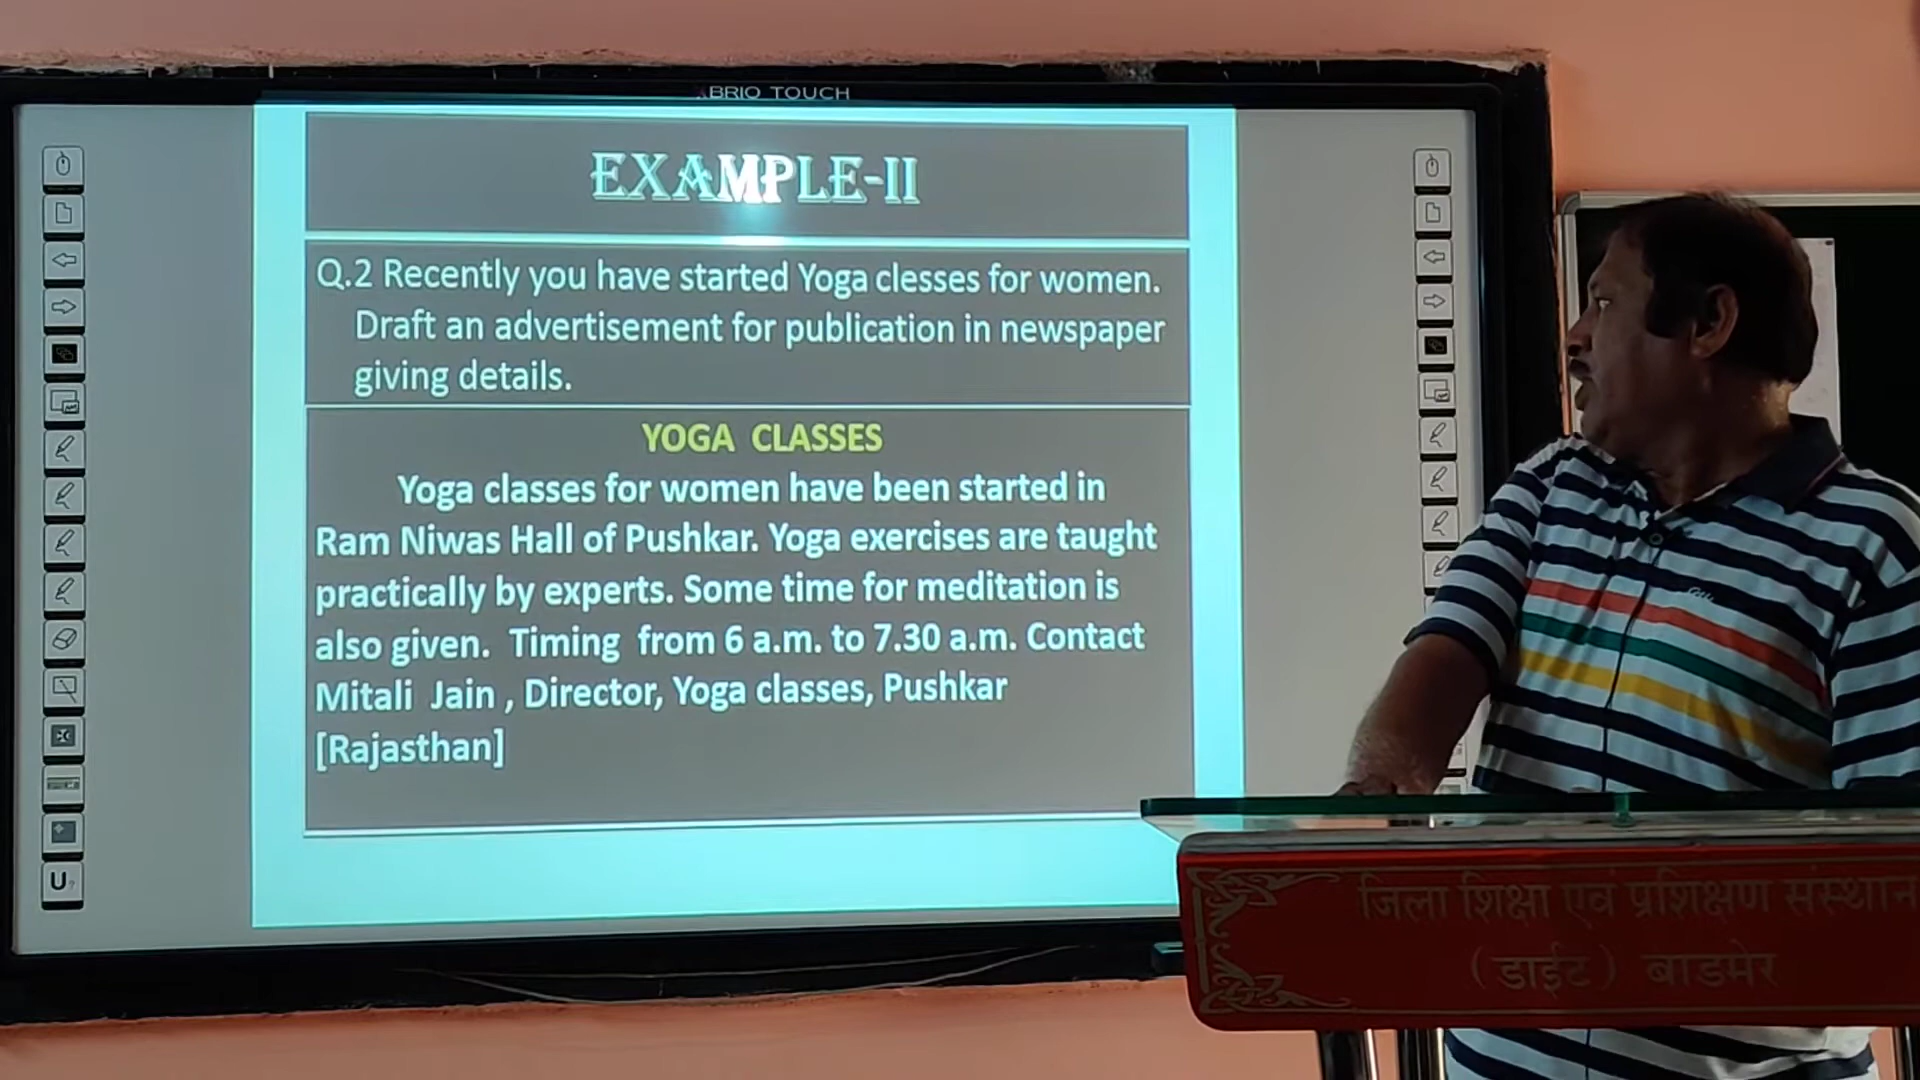 BRIO TOUCH
EXAMPLE-II
Q.2 Recently you have started Yoga clesses for women.
Draft an advertisement for publication in newspaper
giving details.
YOGA CLASSES
Yoga classes for women have been started in
Ram Niwas Hall of Pushkar. Yoga exercises are taught
practically by experts. Some time for meditation is
also given. Timing from 6 a.m. to 7.30 a.m. Contact
Mitali Jain , Director, Yoga classes, Pushkar
[Rajasthan]
U
जिला शिक्षा एवं प्रशिक्षण संस्थान
(डाईट) बाडमेर